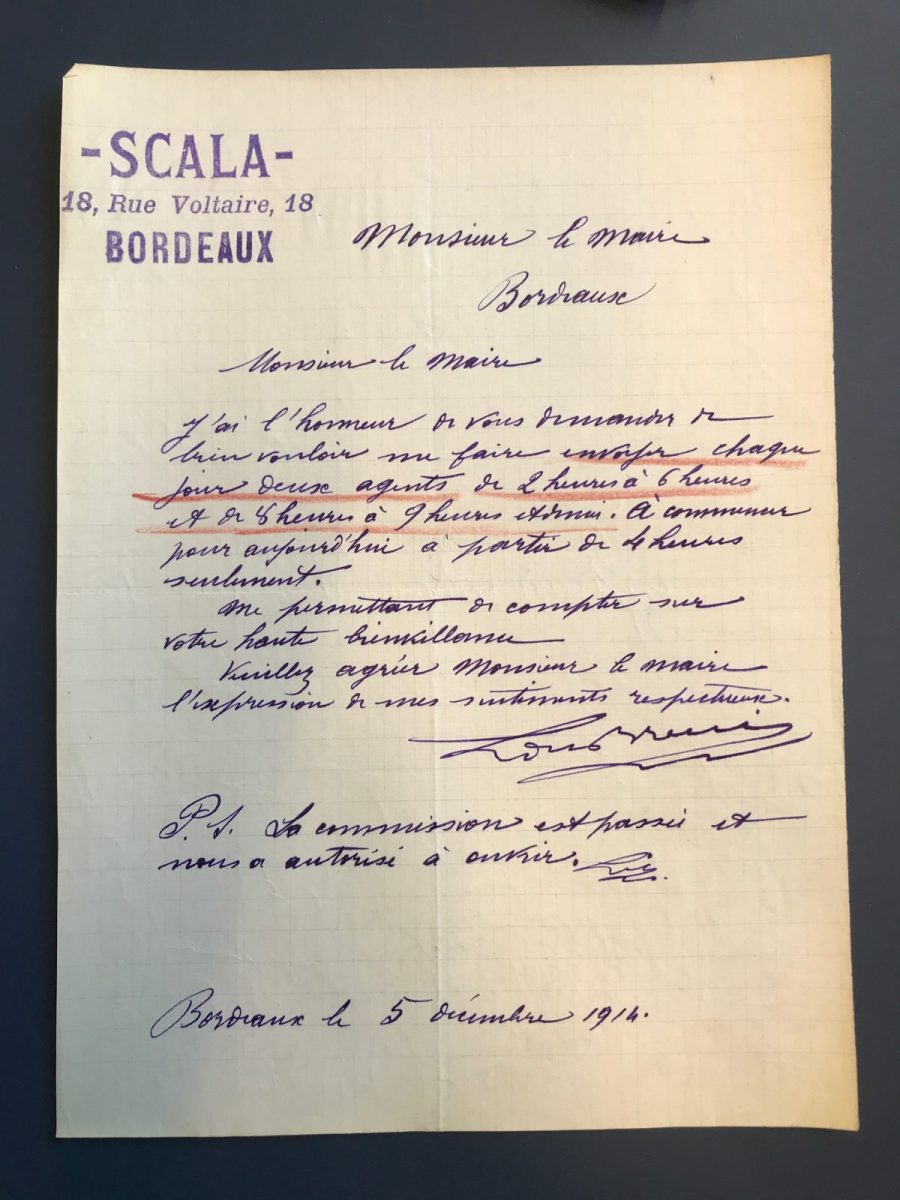 -SCALA-
18, Rue Voltaire, 18
BORDEAUX
Monsieur le Maire
Bordeaux
Monsieur le Maire
J'ai l'honneur de vous demander de
bien vouloir me faire envoyer chaque
jour deux agents de 2 heures à 6 heures
et de 8 heures à 9 heures et demi. À commencer
pour aujourd'hui à partir de 4 heures
seulement.
Me permettant de compter sur
votre haute bienveillance
Veuillez agréer Monsieur le Maire
l'expression de mes sentiments respectueux.
P.S. La commission est passée et
nous a autorisé à ouvrir.
Bordeaux le 5 décembre 1914.